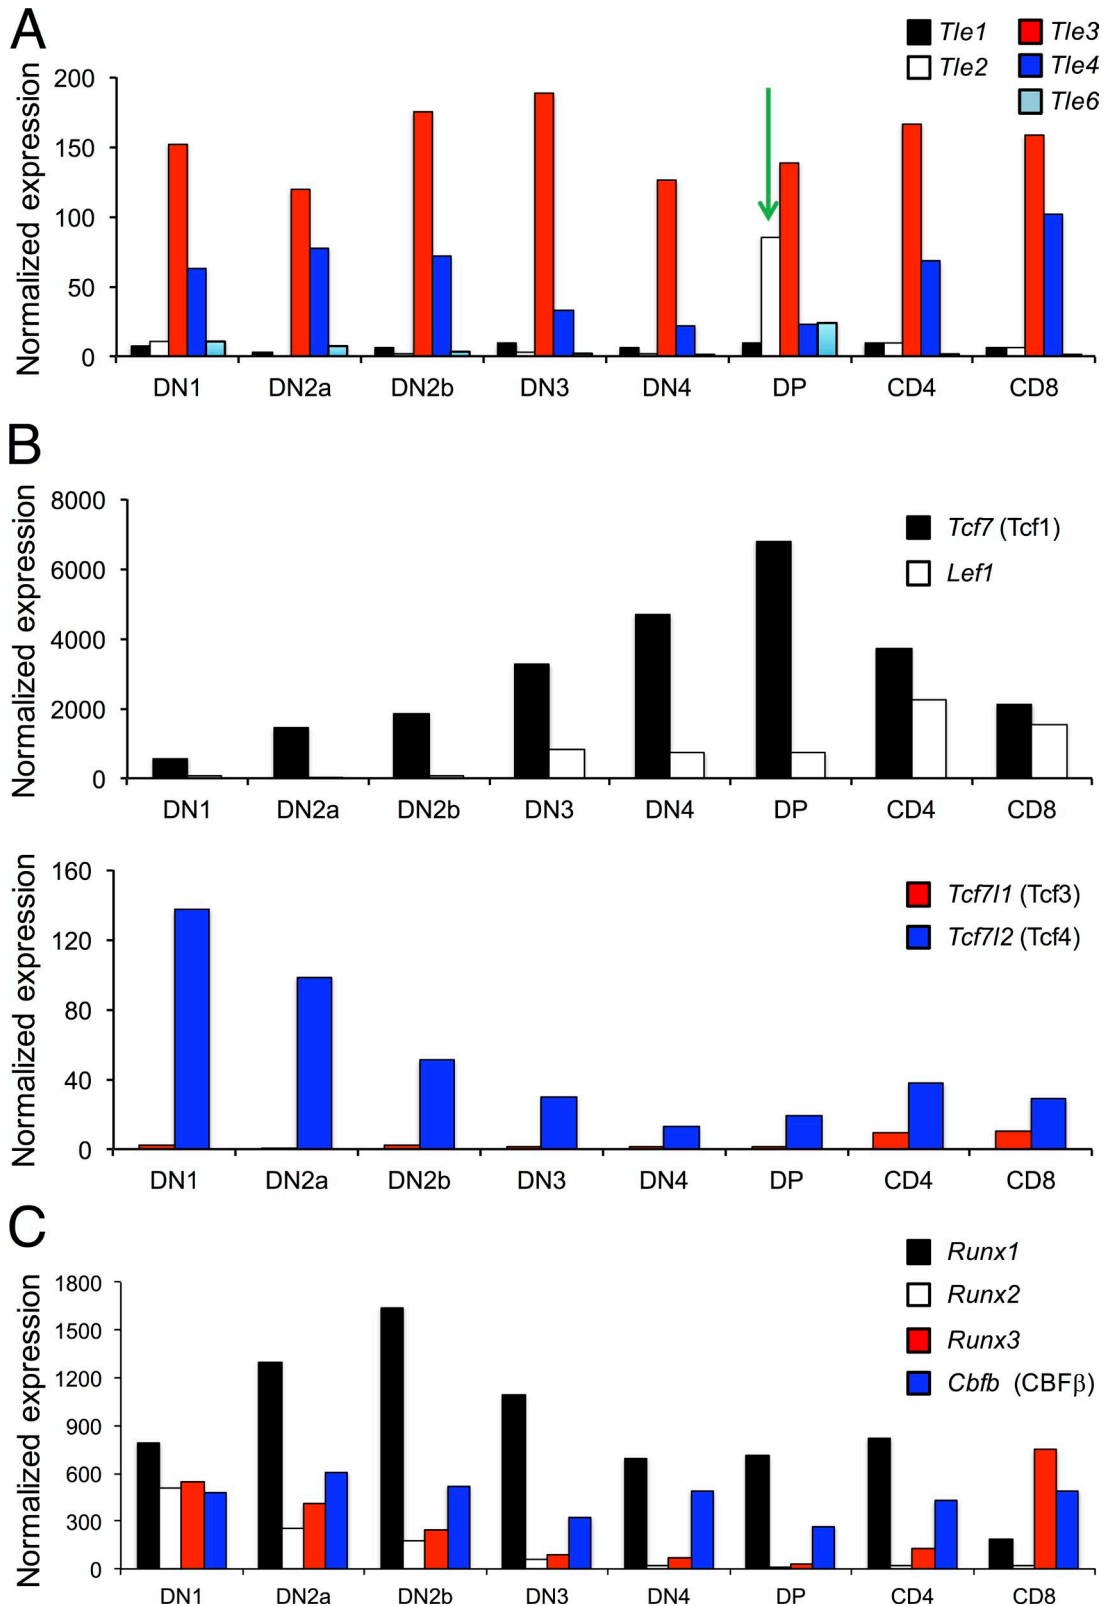 A
Tle1 Tle3
Tle2 Tle4
Tle6
Normalized expression
200
150
100
50
0
DN1 DN2a DN2b DN3 DN4 DP CD4 CD8
B
Normalized expression
8000
6000
4000
2000
0
Tcf7 (Tcf1)
Lef1
DN1 DN2a DN2b DN3 DN4 DP CD4 CD8
Normalized expression
160
120
80
40
0
Tcf7l1 (Tcf3)
Tcf7l2 (Tcf4)
DN1 DN2a DN2b DN3 DN4 DP CD4 CD8
C
Normalized expression
1800
1500
1200
900
600
300
0
Runx1
Runx2
Runx3
Cbfb (CBFβ)
DN1 DN2a DN2b DN3 DN4 DP CD4 CD8